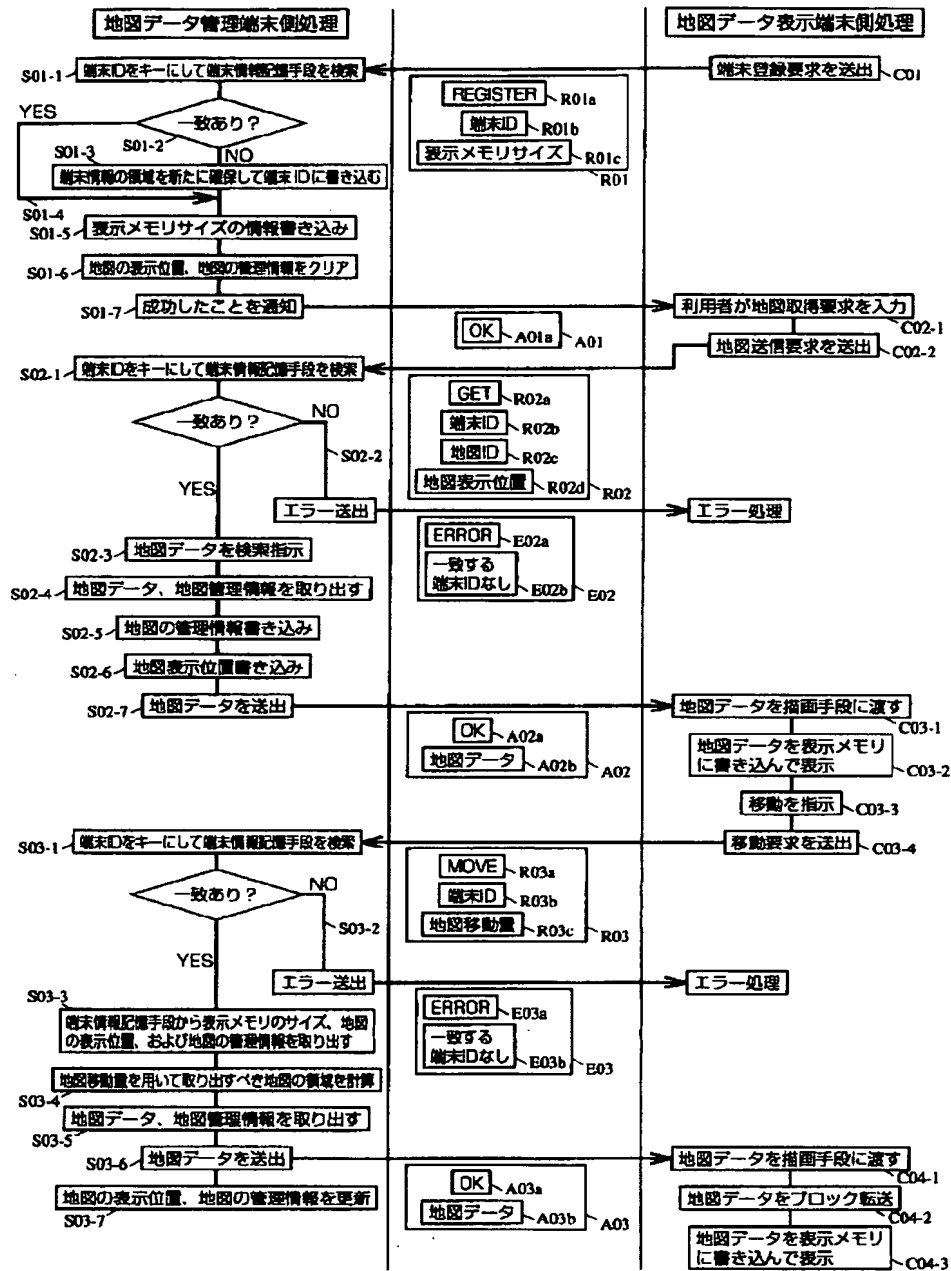 地図データ管理端末側処理
地図データ表示端末側処理
S01-1
端末IDをキーにして端末情報記憶手段を検索
端末登録要求を送出
C01
REGISTER
R01a
端末ID
R01b
表示メモリサイズ
R01c
R01
YES
一致あり?
S01-2
NO
S01-3
端末情報の領域を新たに確保して端末IDに書き込む
S01-4
S01-5
表示メモリサイズの情報書き込み
S01-6
地図の表示位置、地図の管理情報をクリア
S01-7
成功したことを通知
利用者が地図取得要求を入力
C02-1
OK
A01a
A01
地図送信要求を送出
C02-2
S02-1
端末IDをキーにして端末情報記憶手段を検索
GET
R02a
端末ID
R02b
地図ID
R02c
地図表示位置
R02d
R02
一致あり?
NO
S02-2
YES
エラー送出
エラー処理
ERROR
E02a
一致する
端末IDなし
E02b
E02
S02-3
地図データを検索指示
S02-4
地図データ、地図管理情報を取り出す
S02-5
地図の管理情報書き込み
S02-6
地図表示位置書き込み
S02-7
地図データを送出
地図データを描画手段に渡す
C03-1
OK
A02a
地図データ
A02b
A02
地図データを表示メモリ
に書き込んで表示
C03-2
移動を指示
C03-3
S03-1
端末IDをキーにして端末情報記憶手段を検索
移動要求を送出
C03-4
MOVE
R03a
端末ID
R03b
地図移動量
R03c
R03
一致あり?
NO
S03-2
YES
エラー送出
エラー処理
ERROR
E03a
一致する
端末IDなし
E03b
E03
S03-3
端末情報記憶手段から表示メモリのサイズ、地図
の表示位置、および地図の管理情報を取り出す
地図移動量を用いて取り出すべき地図の領域を計算
S03-4
地図データ、地図管理情報を取り出す
S03-5
S03-6
地図データを送出
地図データを描画手段に渡す
C04-1
OK
A03a
地図データ
A03b
A03
地図の表示位置、地図の管理情報を更新
S03-7
地図データをブロック転送
C04-2
地図データを表示メモリ
に書き込んで表示
C04-3